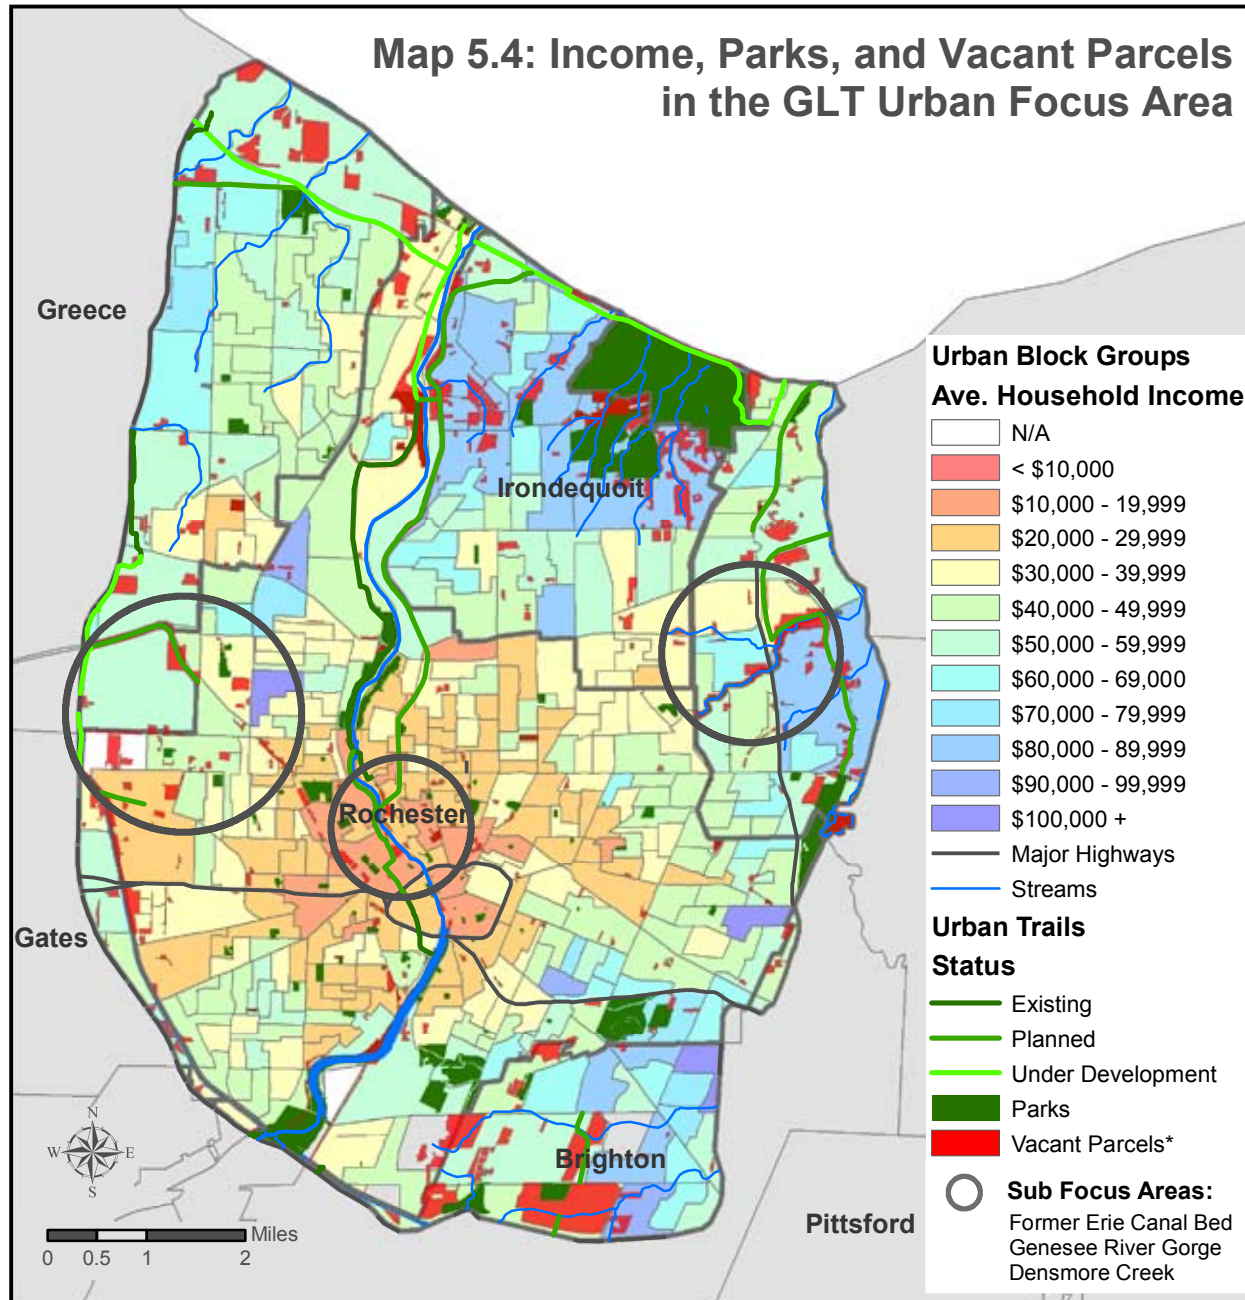 Map 5.4: Income, Parks, and Vacant Parcels
in the GLT Urban Focus Area
Greece
Irondequoit
Rochester
Gates
Brighton
Pittsford
Urban Block Groups
Ave. Household Income
N/A
< $10,000
$10,000 - 19,999
$20,000 - 29,999
$30,000 - 39,999
$40,000 - 49,999
$50,000 - 59,999
$60,000 - 69,000
$70,000 - 79,999
$80,000 - 89,999
$90,000 - 99,999
$100,000 +
Major Highways
Streams
Urban Trails
Status
Existing
Planned
Under Development
Parks
Vacant Parcels*
Sub Focus Areas:
Former Erie Canal Bed
Genesee River Gorge
Densmore Creek
N
W E
S
Miles
0 0.5 1 2